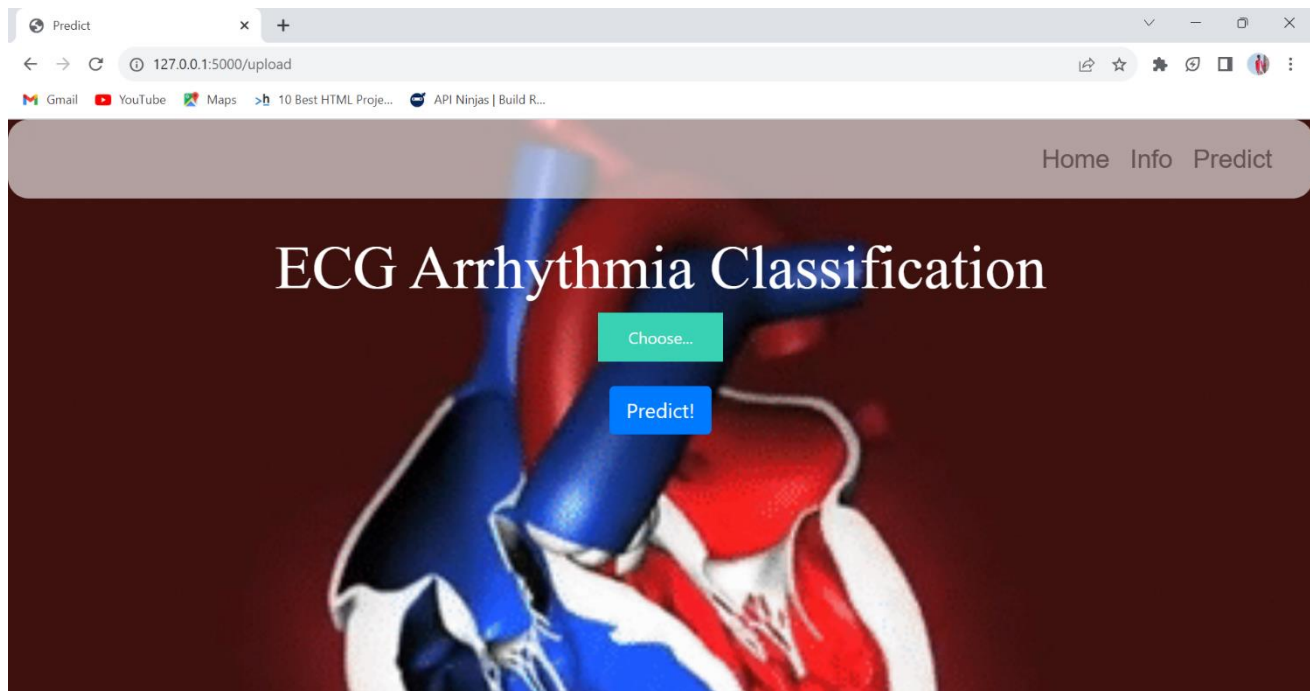 Predict
127.0.0.1:5000/upload
Gmail YouTube Maps >h 10 Best HTML Proje... API Ninjas | Build R...
Home Info Predict
ECG Arrhythmia Classification
Choose...
Predict!